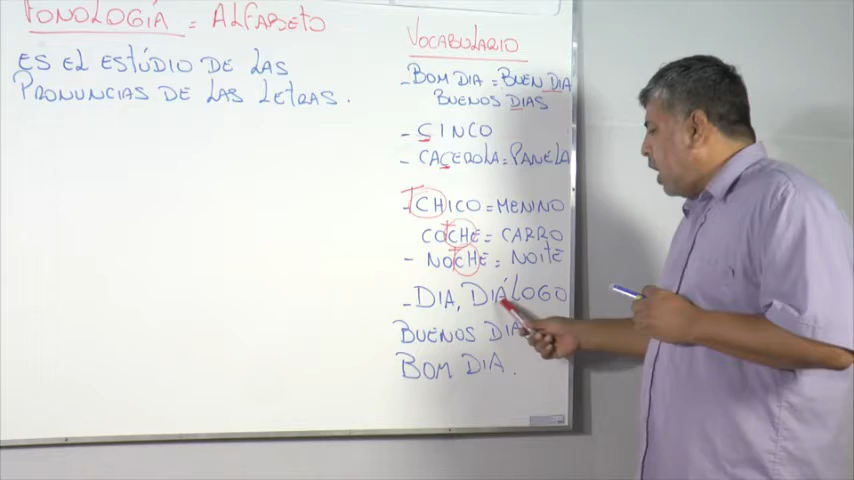 FONOLOGÍA = ALFABETO
ES EL ESTÚDIO DE LAS
PRONUNCIAS DE LAS LETRAS.
VOCABULARIO
- BOM DIA = BUEN DIA
BUENOS DIAS
- CINCO
- CACEROLA = PANELA
- CHICO = MENINO
COCHE = CARRO
- NOCHE = NOITE
- DIA, DIÁLOGO
BUENOS DIA
BOM DIA.